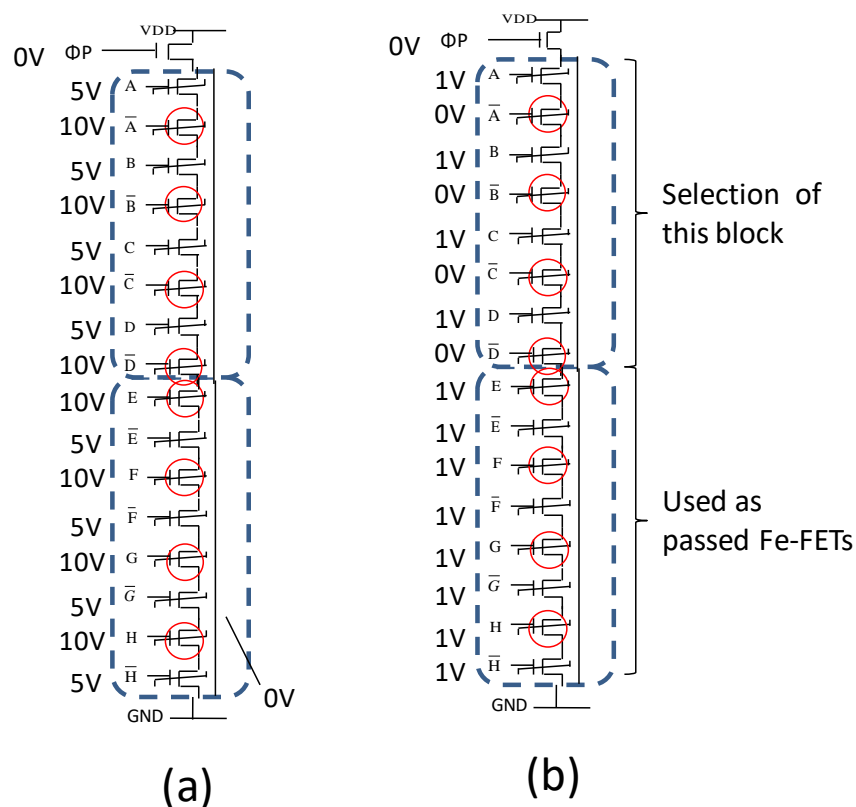 VDD
0V ΦP
5V A
10V A̅
5V B
10V B̅
5V C
10V C̅
5V D
10V D̅
10V E
5V E̅
10V F
5V F̅
10V G
5V G̅
10V H
5V H̅
0V
GND
(a)
VDD
0V ΦP
1V A
0V A̅
1V B
0V B̅
1V C
0V C̅
1V D
0V D̅
1V E
1V E̅
1V F
1V F̅
1V G
1V G̅
1V H
1V H̅
GND
Selection of
this block
Used as
passed Fe-FETs
(b)